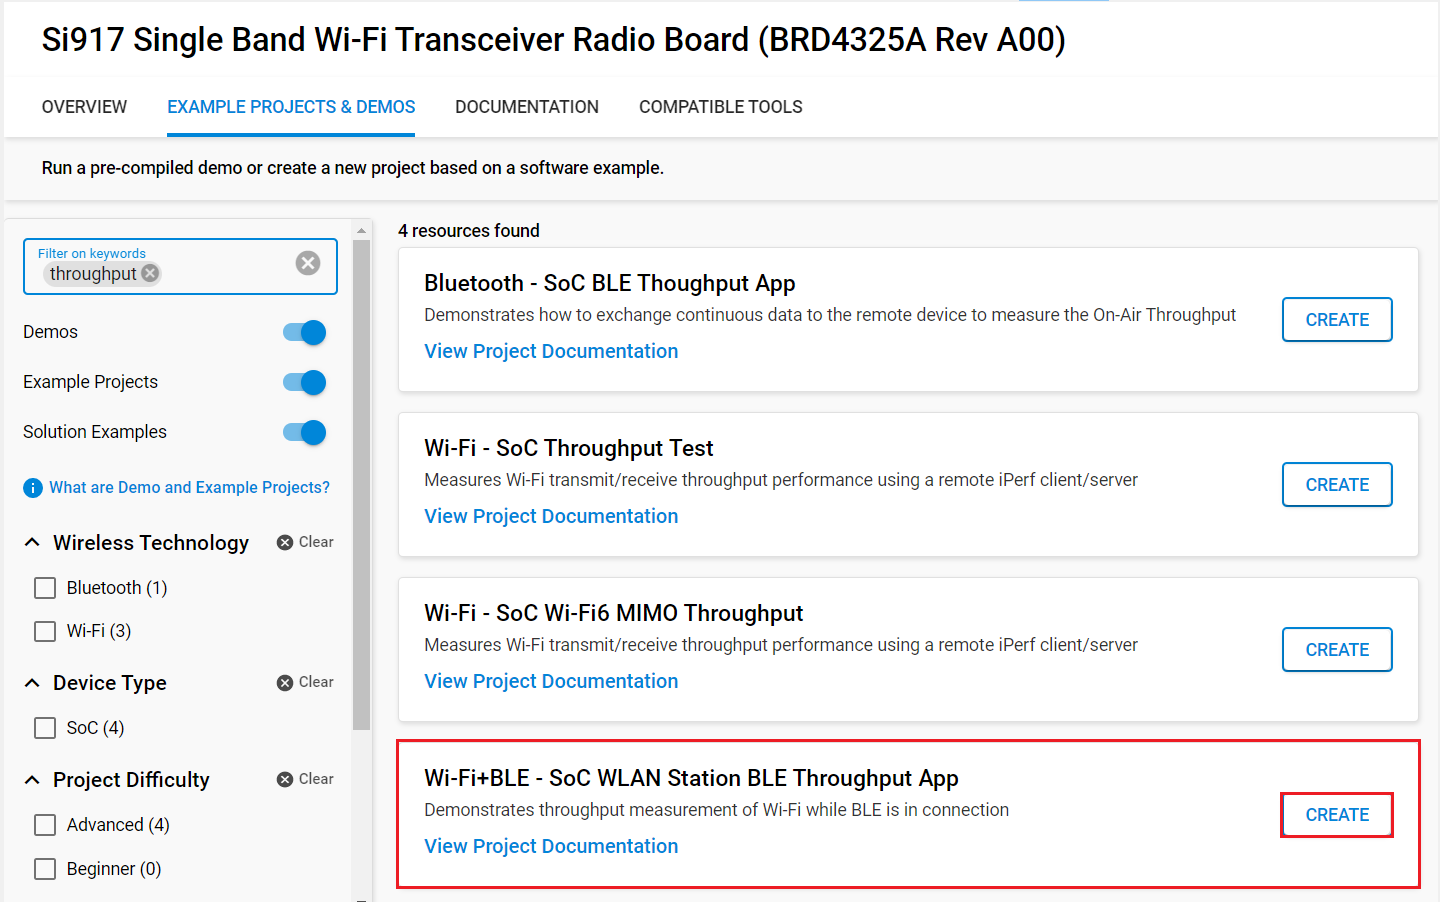 Si917 Single Band Wi-Fi Transceiver Radio Board (BRD4325A Rev A00)
OVERVIEW
EXAMPLE PROJECTS & DEMOS
DOCUMENTATION
COMPATIBLE TOOLS
Run a pre-compiled demo or create a new project based on a software example.
Filter on keywords
throughput
Demos
Example Projects
Solution Examples
What are Demo and Example Projects?
Wireless Technology
Clear
Bluetooth (1)
Wi-Fi (3)
Device Type
Clear
SoC (4)
Project Difficulty
Clear
Advanced (4)
Beginner (0)
4 resources found
Bluetooth - SoC BLE Thoughput App
Demonstrates how to exchange continuous data to the remote device to measure the On-Air Throughput
View Project Documentation
CREATE
Wi-Fi - SoC Throughput Test
Measures Wi-Fi transmit/receive throughput performance using a remote iPerf client/server
View Project Documentation
CREATE
Wi-Fi - SoC Wi-Fi6 MIMO Throughput
Measures Wi-Fi transmit/receive throughput performance using a remote iPerf client/server
View Project Documentation
CREATE
Wi-Fi+BLE - SoC WLAN Station BLE Throughput App
Demonstrates throughput measurement of Wi-Fi while BLE is in connection
View Project Documentation
CREATE